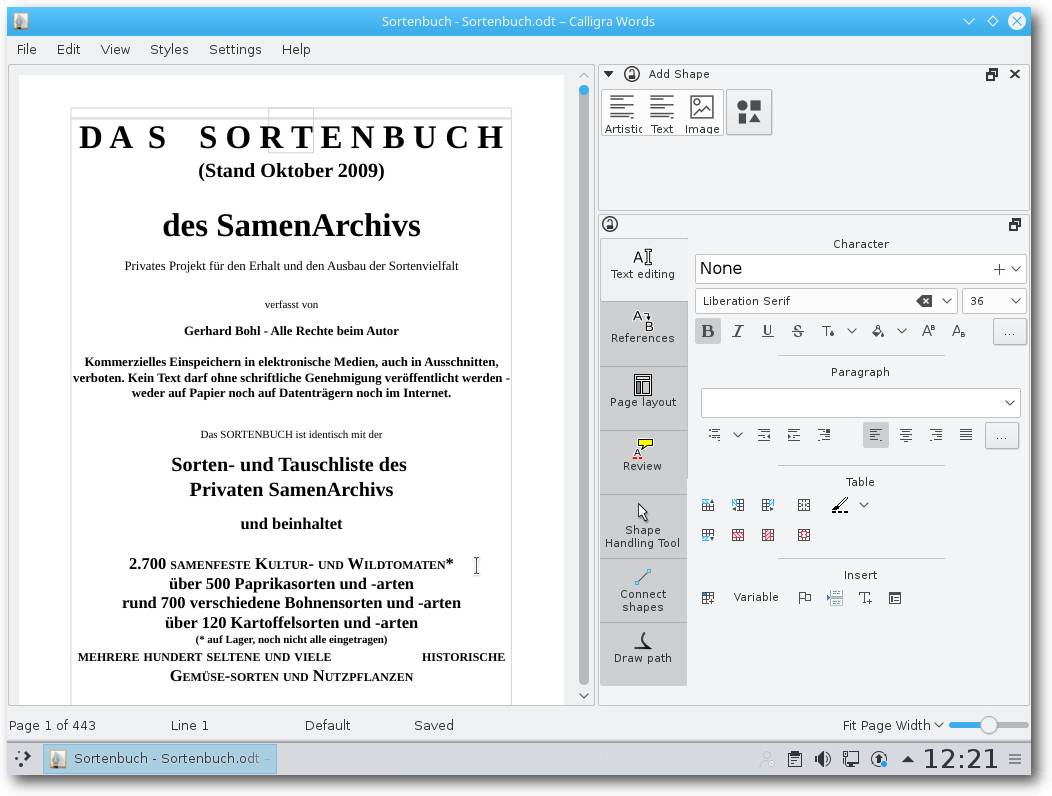 Sortenbuch - Sortenbuch.odt – Calligra Words
File Edit View Styles Settings Help
DAS SORTENBUCH
(Stand Oktober 2009)
des SamenArchivs
Privates Projekt für den Erhalt und den Ausbau der Sortenvielfalt
verfasst von
Gerhard Bohl - Alle Rechte beim Autor
Kommerzielles Einspeichern in elektronische Medien, auch in Ausschnitten,
verboten. Kein Text darf ohne schriftliche Genehmigung veröffentlicht werden -
weder auf Papier noch auf Datenträgern noch im Internet.
Das SORTENBUCH ist identisch mit der
Sorten- und Tauschliste des
Privaten SamenArchivs
und beinhaltet
2.700 samenfeste Kultur- und Wildtomaten*
über 500 Paprikasorten und -arten
rund 700 verschiedene Bohnensorten und -arten
über 120 Kartoffelsorten und -arten
(* auf Lager, noch nicht alle eingetragen)
mehrere hundert seltene und viele historische
Gemüse-sorten und Nutzpflanzen
Add Shape
Artistic Text Image
Text editing
References
Page layout
Review
Shape
Handling Tool
Connect
shapes
Draw path
Character
None
Liberation Serif 36
B I U S T A^B A_B ...
Paragraph
...
Table
Insert
Variable
Page 1 of 443 Line 1 Default Saved Fit Page Width
Sortenbuch - Sortenbuch.odt - 12:21